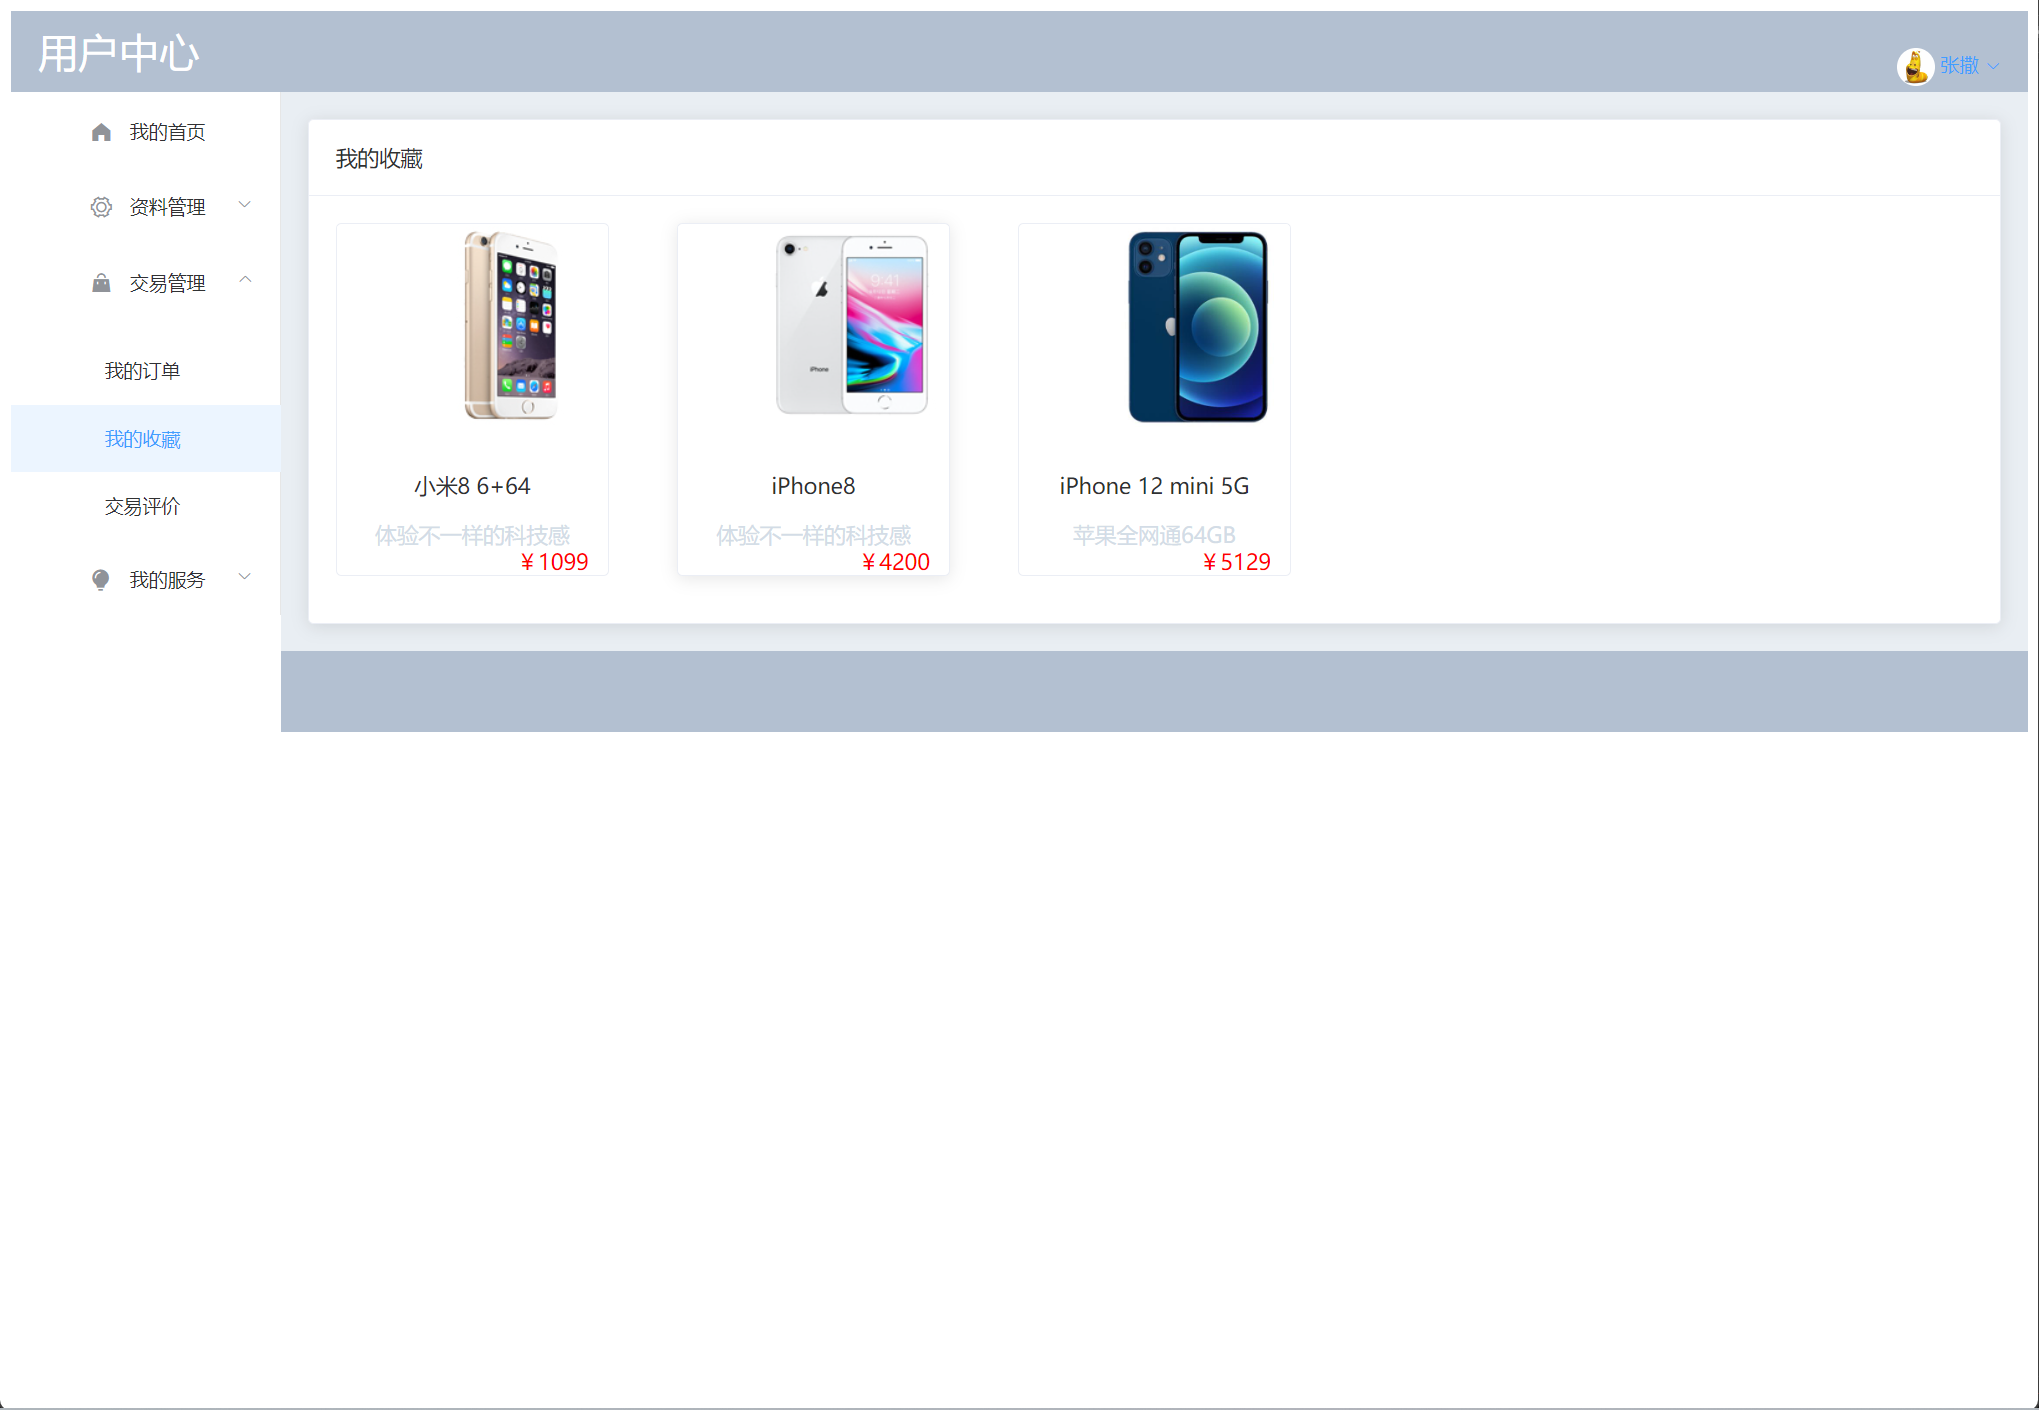 用户中心
张撒
我的首页
资料管理
交易管理
我的订单
我的收藏
交易评价
我的服务
我的收藏
小米8 6+64
体验不一样的科技感
￥1099
9:41
iPhone
iPhone8
体验不一样的科技感
￥4200
iPhone 12 mini 5G
苹果全网通64GB
￥5129